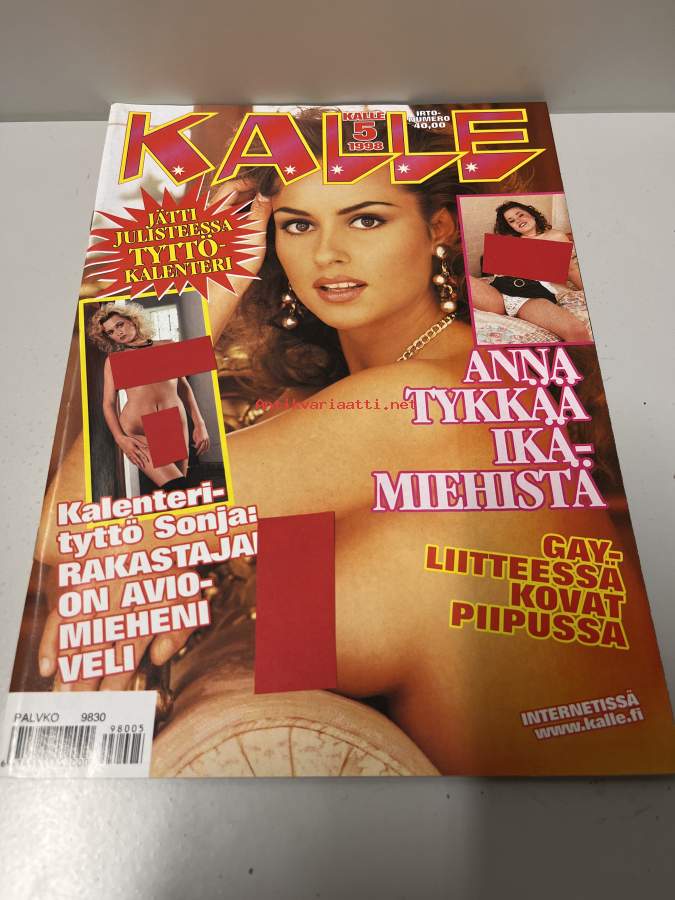 KALLE
KALLE
5
1998
IRTO-
NUMERO
40,00
JÄTTI
JULISTEESSA
TYTTÖ-
KALENTERI
Antikvariaatti.net
ANNA
TYKKÄÄ
IKÄ-
MIEHISTÄ
Kalenteri-
tyttö Sonja:
RAKASTAJA
ON AVIO-
MIEHENI
VELI
GAY-
LIITTEESSÄ
KOVAT
PIIPUSSA
INTERNETISSÄ
www.kalle.fi
PALVKO 9830
98005